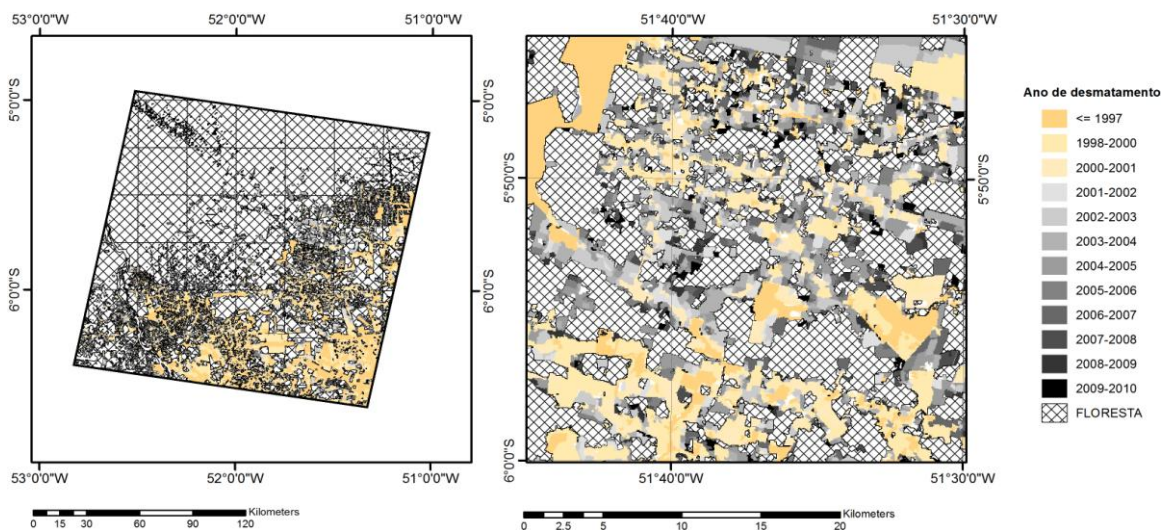 53°0'0"W 52°0'0"W 51°0'0"W
5°0'0"S
6°0'0"S
5°0'0"S
6°0'0"S
53°0'0"W 52°0'0"W 51°0'0"W
Kilometers
0 15 30 60 90 120
51°40'0"W 51°30'0"W
5°50'0"S
6°0'0"S
5°50'0"S
51°40'0"W 51°30'0"W
Kilometers
0 2.5 5 10 15 20
Ano de desmatamento
<= 1997
1998-2000
2000-2001
2001-2002
2002-2003
2003-2004
2004-2005
2005-2006
2006-2007
2007-2008
2008-2009
2009-2010
FLORESTA